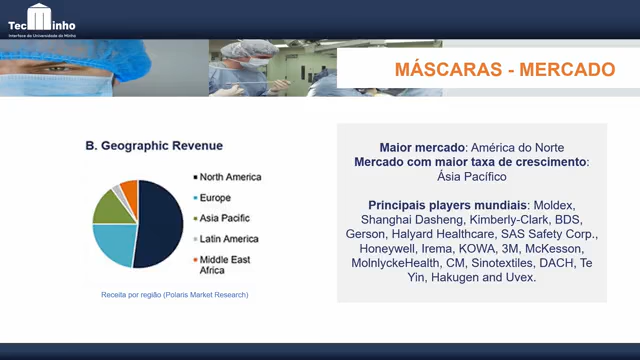 TecMinho
Interface da Universidade do Minho
MÁSCARAS - MERCADO
B. Geographic Revenue
North America
Europe
Asia Pacific
Latin America
Middle East
Africa
Receita por região (Polaris Market Research)
Maior mercado: América do Norte
Mercado com maior taxa de crescimento:
Ásia Pacífico
Principais players mundiais: Moldex,
Shanghai Dasheng, Kimberly-Clark, BDS,
Gerson, Halyard Healthcare, SAS Safety Corp.,
Honeywell, Irema, KOWA, 3M, McKesson,
MolnlyckeHealth, CM, Sinotextiles, DACH, Te
Yin, Hakugen and Uvex.